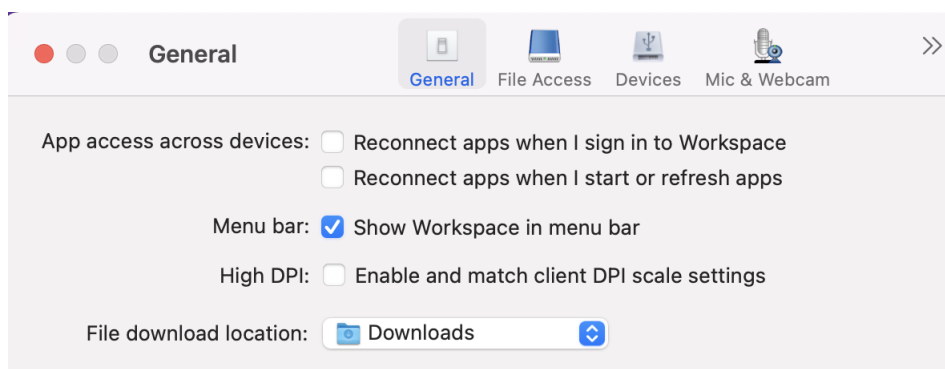 General
General File Access Devices Mic & Webcam
App access across devices: Reconnect apps when I sign in to Workspace
Reconnect apps when I start or refresh apps
Menu bar: Show Workspace in menu bar
High DPI: Enable and match client DPI scale settings
File download location: Downloads